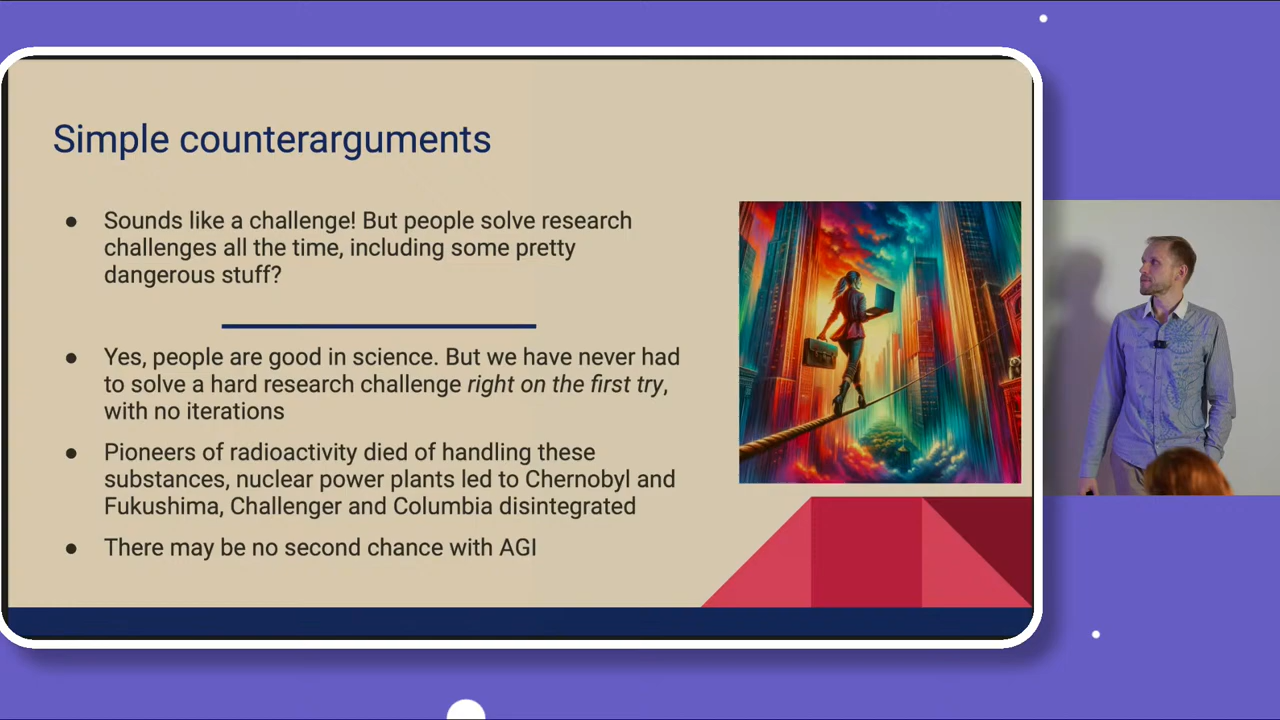 Simple counterarguments
● Sounds like a challenge! But people solve research
challenges all the time, including some pretty
dangerous stuff?
● Yes, people are good in science. But we have never had
to solve a hard research challenge right on the first try,
with no iterations
● Pioneers of radioactivity died of handling these
substances, nuclear power plants led to Chernobyl and
Fukushima, Challenger and Columbia disintegrated
● There may be no second chance with AGI